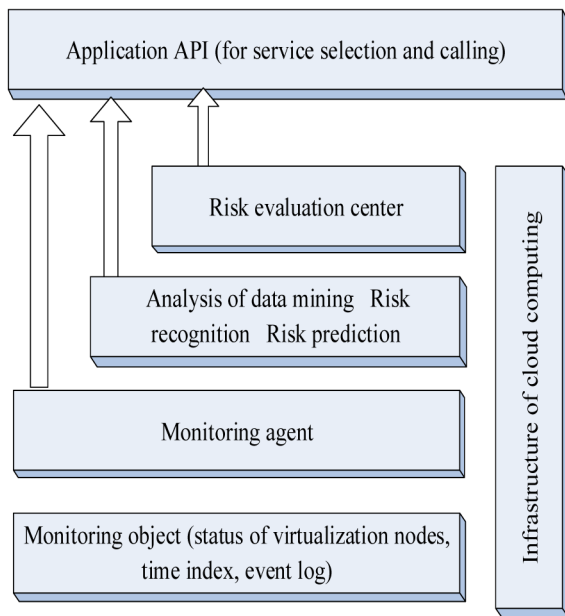 Application API (for service selection and calling)
Risk evaluation center
Analysis of data mining Risk
recognition Risk prediction
Monitoring agent
Monitoring object (status of virtualization nodes,
time index, event log)
Infrastructure of cloud computing